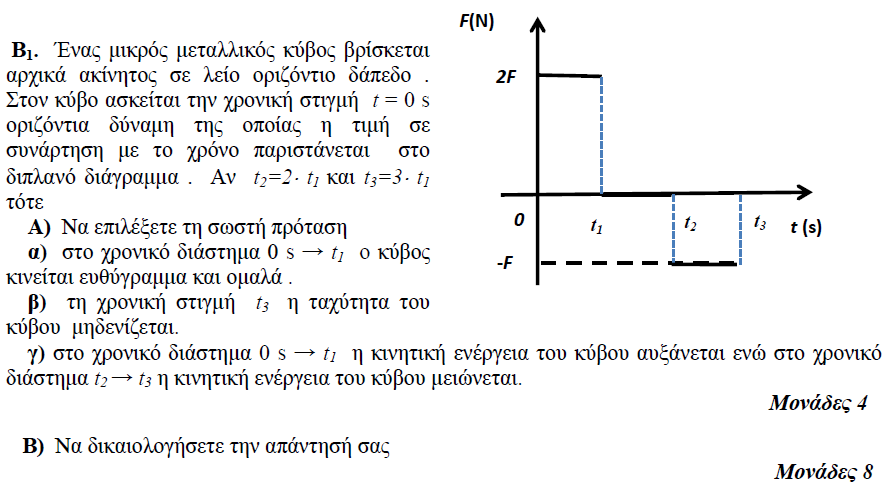 B1. Ένας μικρός μεταλλικός κύβος βρίσκεται
αρχικά ακίνητος σε λείο οριζόντιο δάπεδο .
Στον κύβο ασκείται την χρονική στιγμή t = 0 s
οριζόντια δύναμη της οποίας η τιμή σε
συνάρτηση με το χρόνο παριστάνεται στο
διπλανό διάγραμμα . Αν t2=2· t1 και t3=3· t1
τότε
Α) Να επιλέξετε τη σωστή πρόταση
α) στο χρονικό διάστημα 0 s → t1 ο κύβος
κινείται ευθύγραμμα και ομαλά .
β) τη χρονική στιγμή t3 η ταχύτητα του
κύβου μηδενίζεται.
γ) στο χρονικό διάστημα 0 s → t1 η κινητική ενέργεια του κύβου αυξάνεται ενώ στο χρονικό
διάστημα t2 → t3 η κινητική ενέργεια του κύβου μειώνεται.
Μονάδες 4
Β) Να δικαιολογήσετε την απάντησή σας
Μονάδες 8
F(N)
2F
0 t1 t2 t3 t (s)
-F